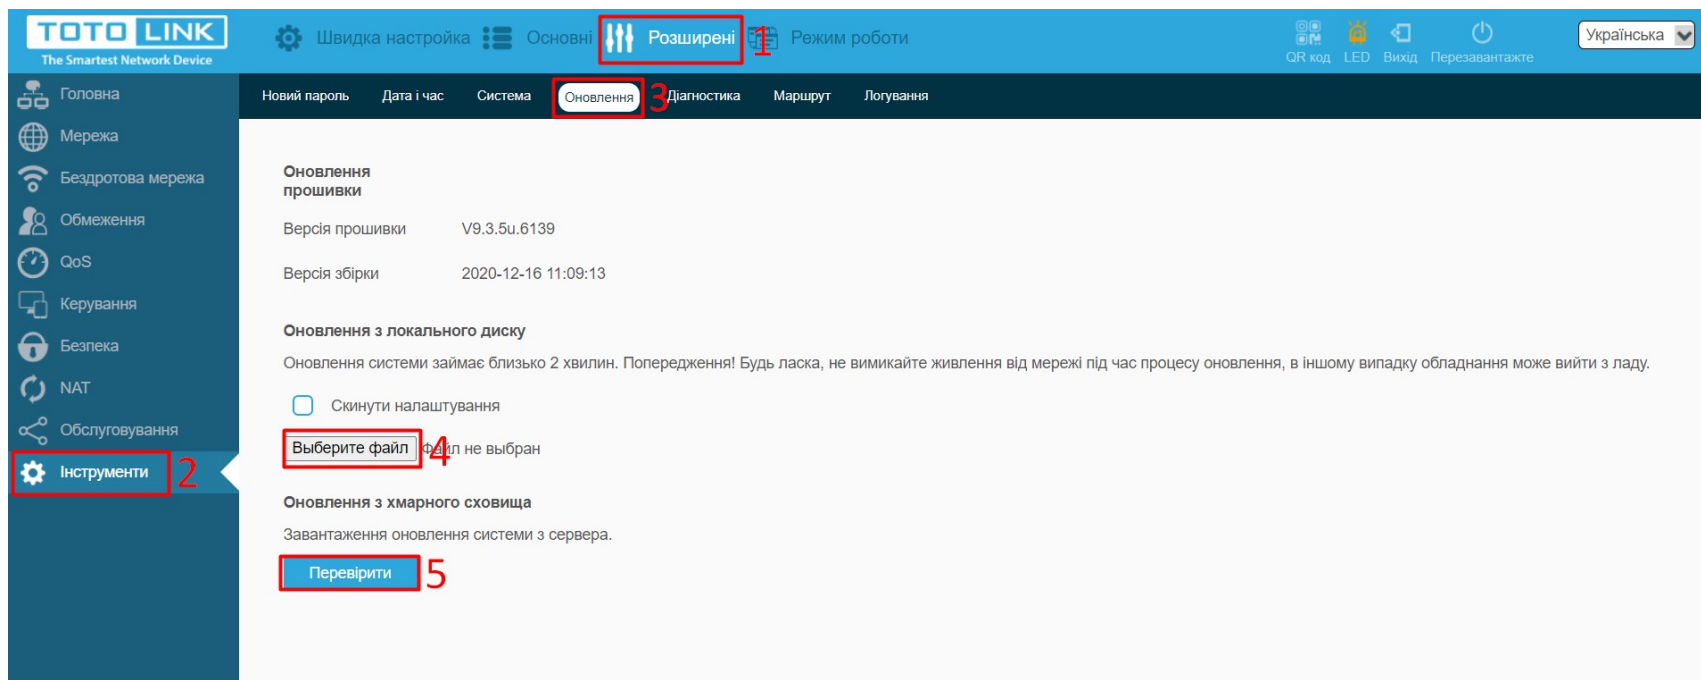 TOTO LINK
The Smartest Network Device
Швидка настройка
Основні
Розширені
1
Режим роботи
QR код
LED
Вихід
Перезавантажте
Українська
Головна
Мережа
Бездротова мережа
Обмеження
QoS
Керування
Безпека
NAT
Обслуговування
Інструменти
2
Новий пароль
Дата і час
Система
Оновлення
3
Діагностика
Маршрут
Логування
Оновлення
прошивки
Версія прошивки V9.3.5u.6139
Версія збірки 2020-12-16 11:09:13
Оновлення з локального диску
Оновлення системи займає близько 2 хвилин. Попередження! Будь ласка, не вимикайте живлення від мережі під час процесу оновлення, в іншому випадку обладнання може вийти з ладу.
Скинути налаштування
Выберите файл
4
Файл не выбран
Оновлення з хмарного сховища
Завантаження оновлення системи з сервера.
Перевірити
5